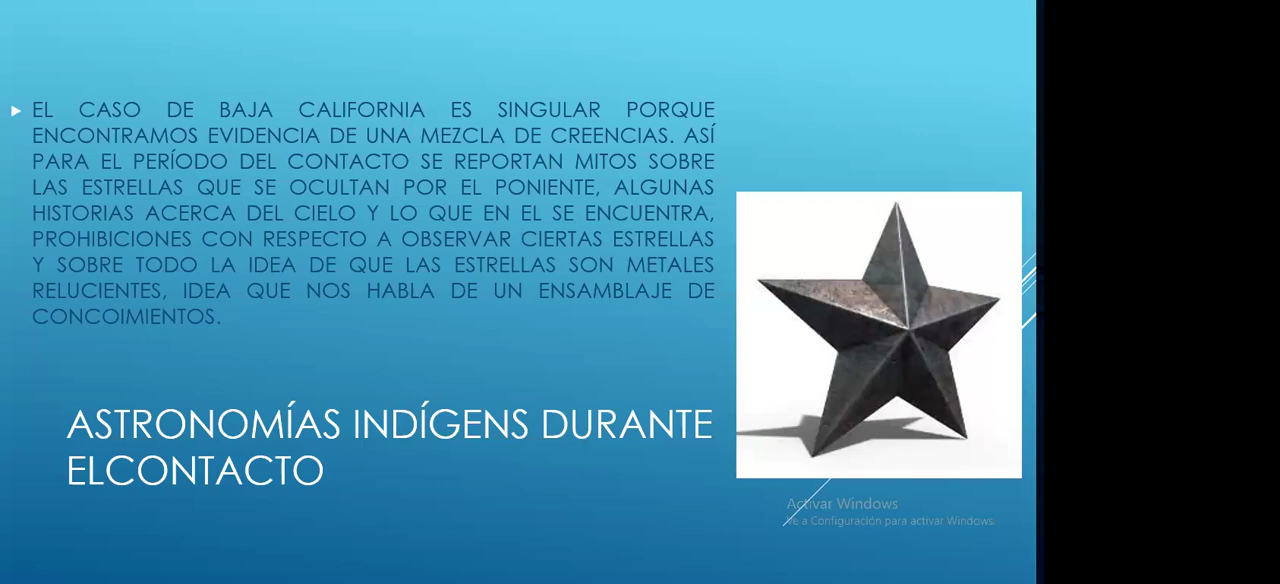 EL CASO DE BAJA CALIFORNIA ES SINGULAR PORQUE
ENCONTRAMOS EVIDENCIA DE UNA MEZCLA DE CREENCIAS. ASÍ
PARA EL PERÍODO DEL CONTACTO SE REPORTAN MITOS SOBRE
LAS ESTRELLAS QUE SE OCULTAN POR EL PONIENTE, ALGUNAS
HISTORIAS ACERCA DEL CIELO Y LO QUE EN EL SE ENCUENTRA,
PROHIBICIONES CON RESPECTO A OBSERVAR CIERTAS ESTRELLAS
Y SOBRE TODO LA IDEA DE QUE LAS ESTRELLAS SON METALES
RELUCIENTES, IDEA QUE NOS HABLA DE UN ENSAMBLAJE DE
CONCOIMIENTOS.
ASTRONOMÍAS INDÍGENS DURANTE
ELCONTACTO
Activar Windows
Ve a Configuración para activar Windows.